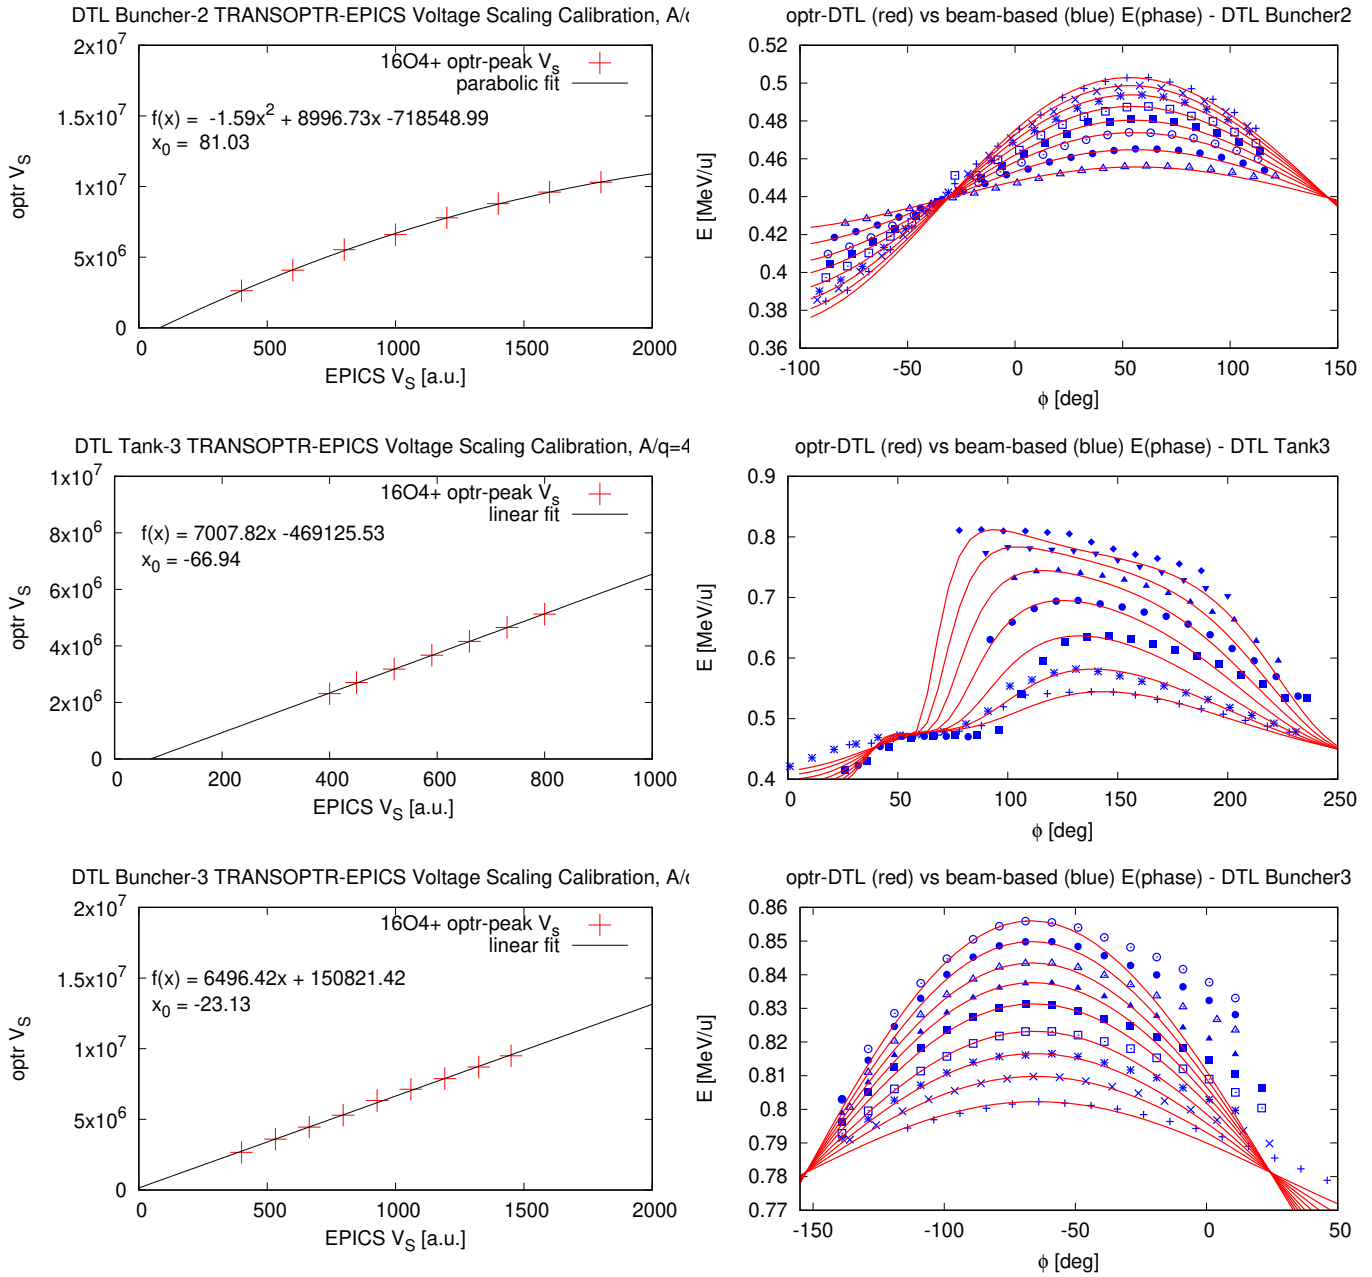 DTL Buncher-2 TRANSOPTR-EPICS Voltage Scaling Calibration, A/
2x10^7
1.5x10^7
1x10^7
5x10^6
0
optr V_S
16O4+ optr-peak V_s
parabolic fit
f(x) = -1.59x^2 + 8996.73x -718548.99
x_0 = 81.03
0 500 1000 1500 2000
EPICS V_S [a.u.]
optr-DTL (red) vs beam-based (blue) E(phase) - DTL Buncher2
0.52
0.5
0.48
0.46
0.44
0.42
0.4
0.38
0.36
E [MeV/u]
-100 -50 0 50 100 150
ϕ [deg]
DTL Tank-3 TRANSOPTR-EPICS Voltage Scaling Calibration, A/q=4
1x10^7
8x10^6
6x10^6
4x10^6
2x10^6
0
optr V_S
16O4+ optr-peak V_s
linear fit
f(x) = 7007.82x -469125.53
x_0 = -66.94
0 200 400 600 800 1000
EPICS V_S [a.u.]
optr-DTL (red) vs beam-based (blue) E(phase) - DTL Tank3
0.9
0.8
0.7
0.6
0.5
0.4
E [MeV/u]
0 50 100 150 200 250
ϕ [deg]
DTL Buncher-3 TRANSOPTR-EPICS Voltage Scaling Calibration, A/
2x10^7
1.5x10^7
1x10^7
5x10^6
0
optr V_S
16O4+ optr-peak V_s
linear fit
f(x) = 6496.42x + 150821.42
x_0 = -23.13
0 500 1000 1500 2000
EPICS V_S [a.u.]
optr-DTL (red) vs beam-based (blue) E(phase) - DTL Buncher3
0.86
0.85
0.84
0.83
0.82
0.81
0.8
0.79
0.78
0.77
E [MeV/u]
-150 -100 -50 0 50
ϕ [deg]